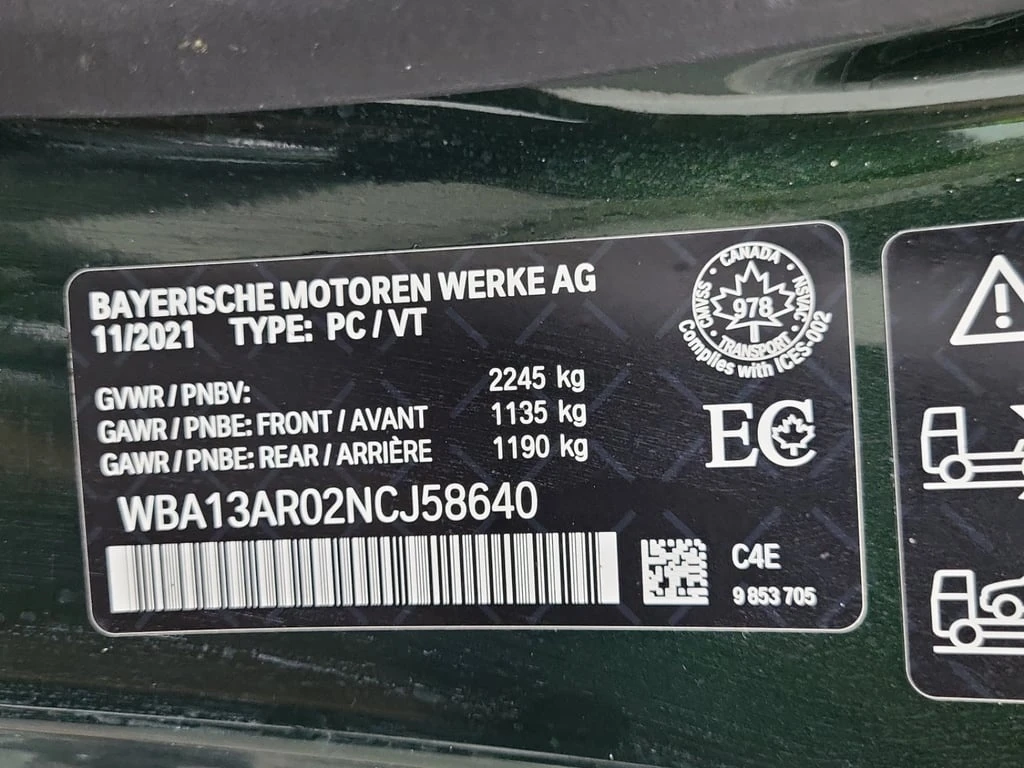 BAYERISCHE MOTOREN WERKE AG
11/2021 TYPE: PC / VT
GVWR / PNBV: 2245 kg
GAWR / PNBE: FRONT / AVANT 1135 kg
GAWR / PNBE: REAR / ARRIÈRE 1190 kg
WBA13AR02NCJ58640
CANADA
CMVSS
978
NSVAC
TRANSPORT
Complies with ICES-002
EC
C4E
9 853 705